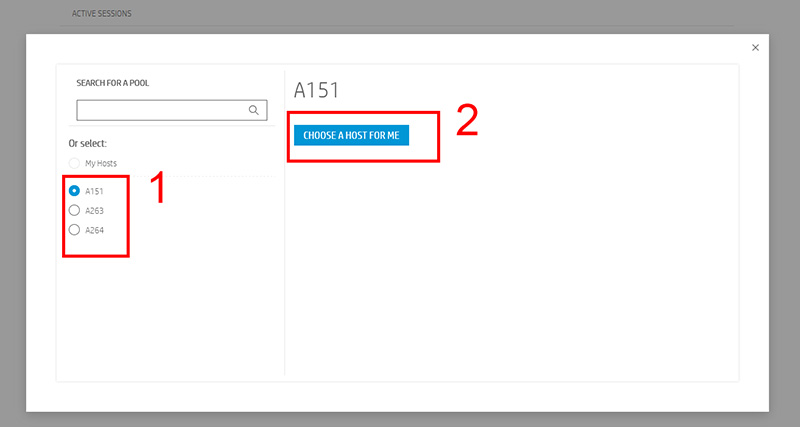 ACTIVE SESSIONS
×
SEARCH FOR A POOL
Or select:
My Hosts
A151
A263
A264
1
A151
CHOOSE A HOST FOR ME
2